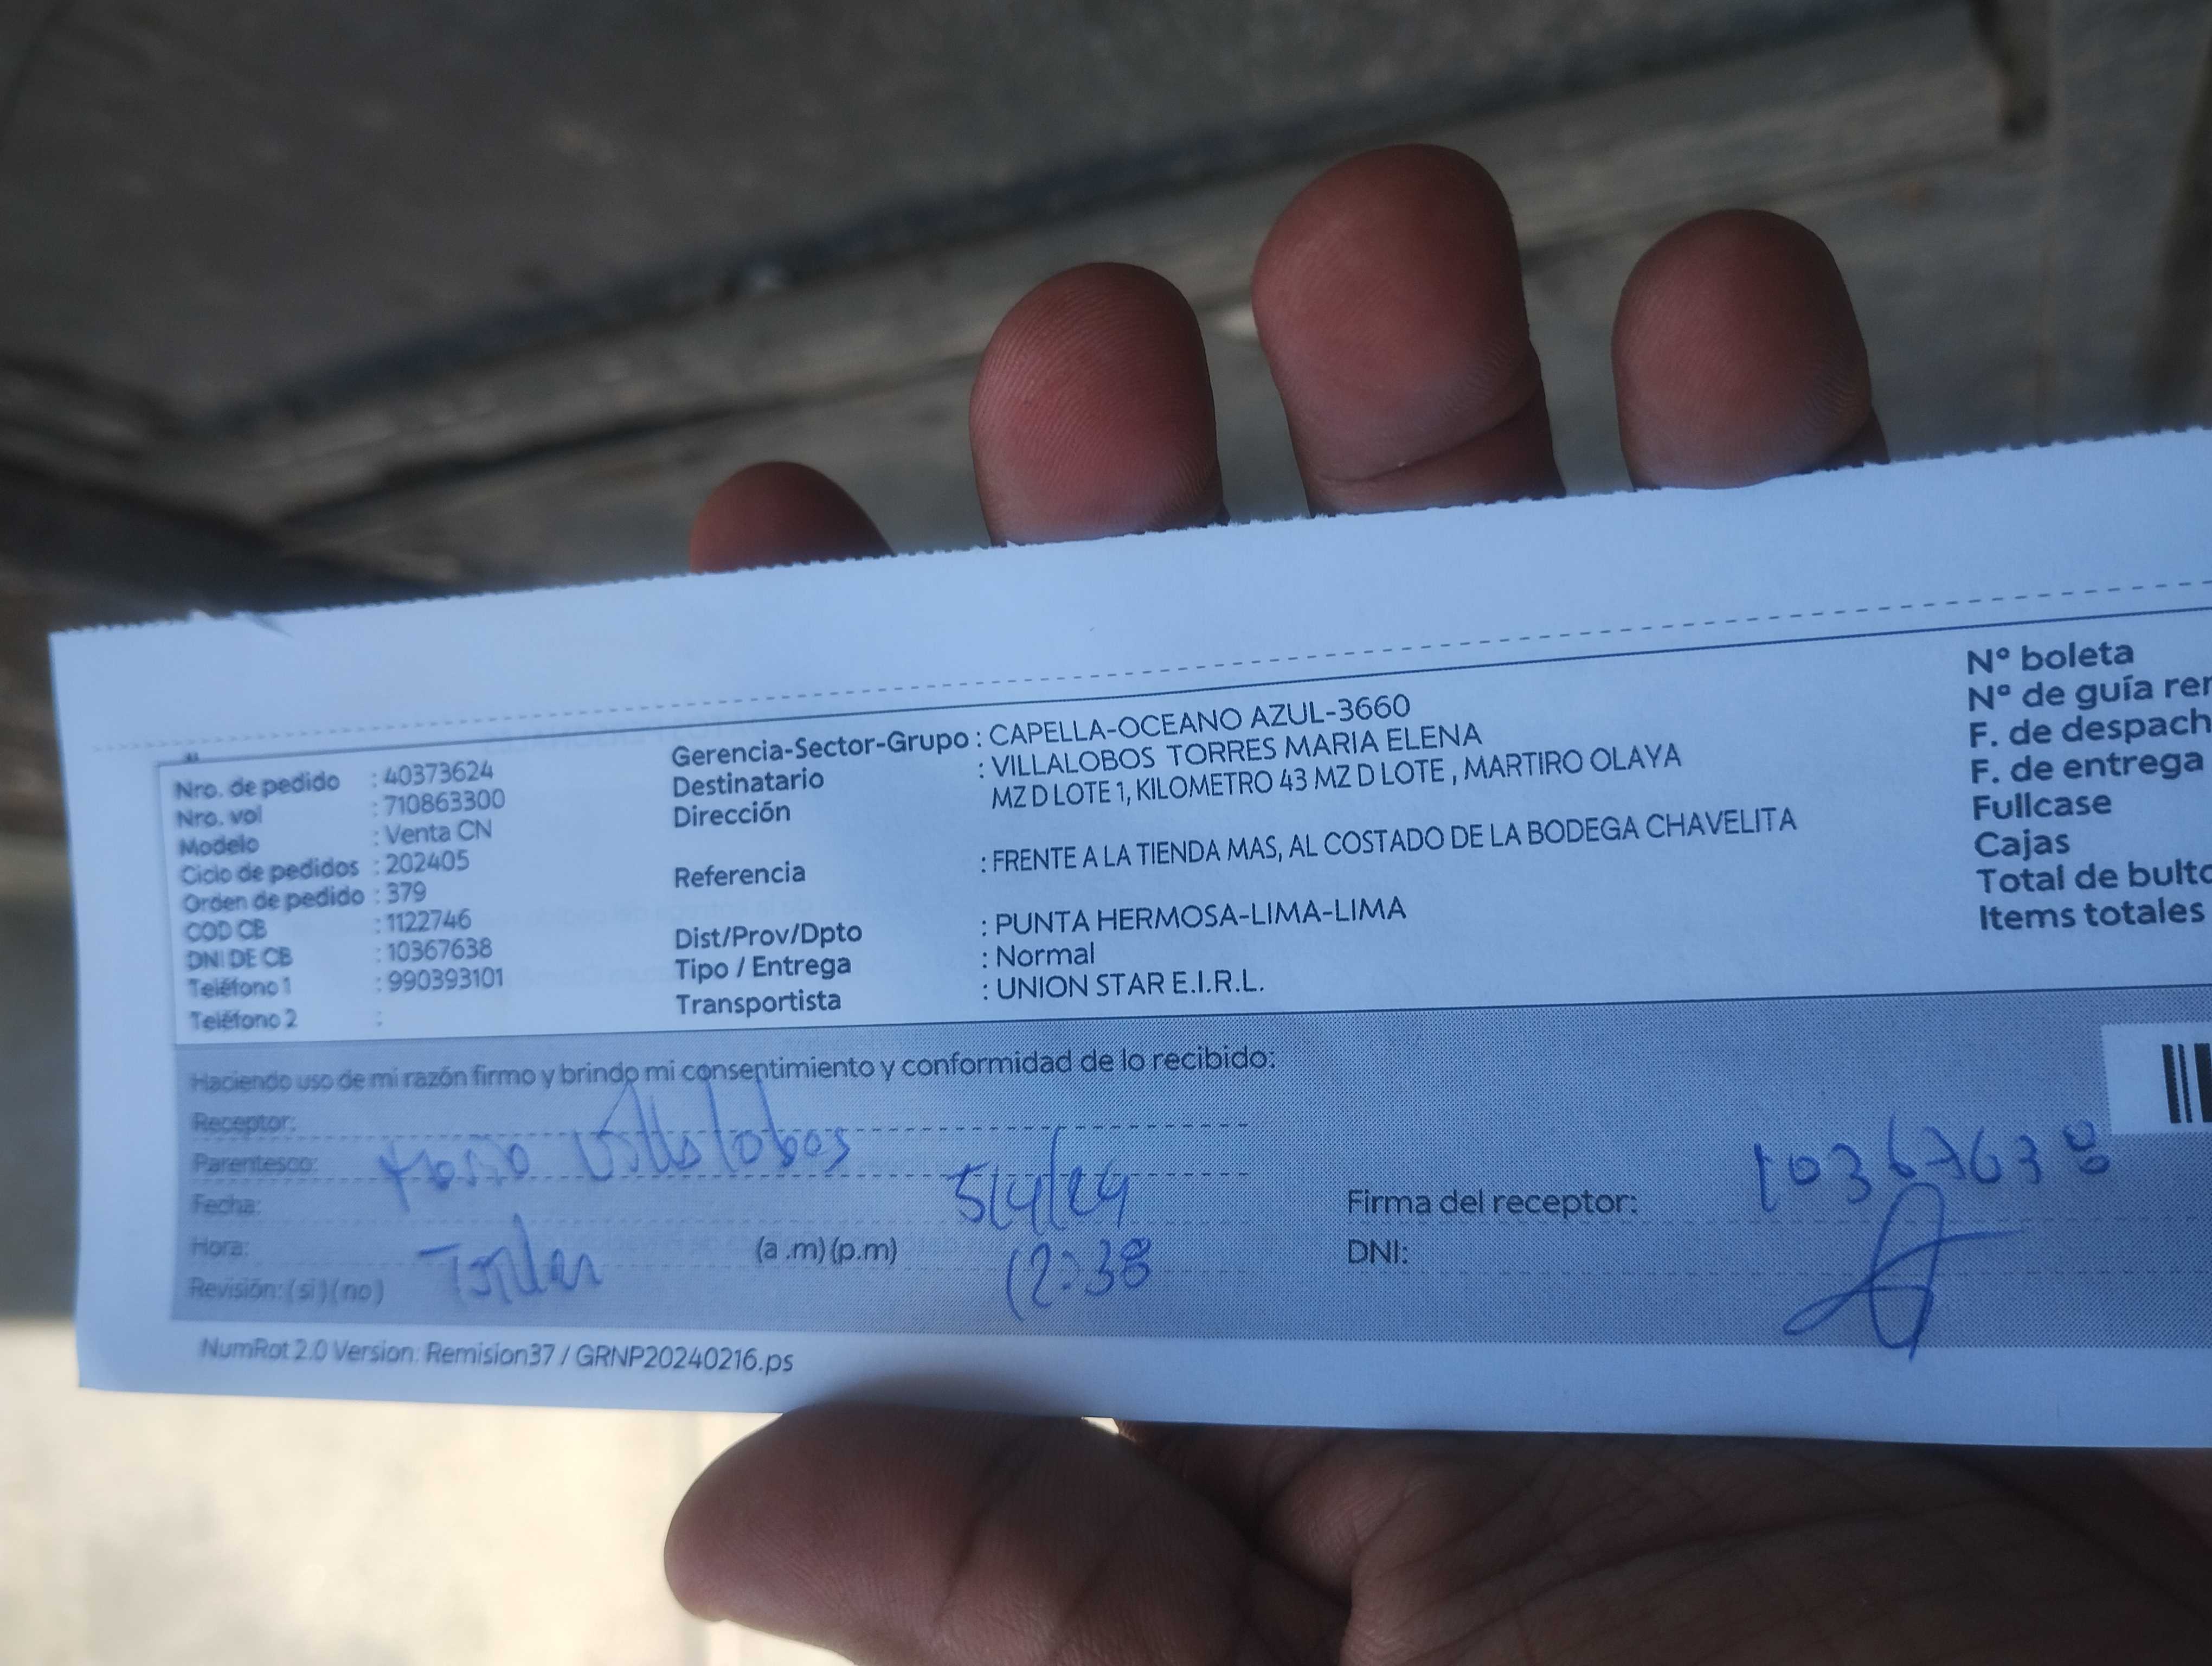 Nro. de pedido : 40373624
Nro. vol : 710863300
Modelo : Venta CN
Ciclo de pedidos : 202405
Orden de pedido : 379
COD CB : 1122746
DNI DE CB : 10367638
Teléfono 1 : 990393101
Teléfono 2 :
Gerencia-Sector-Grupo : CAPELLA-OCEANO AZUL-3660
Destinatario : VILLALOBOS TORRES MARIA ELENA
Dirección MZ D LOTE 1, KILOMETRO 43 MZ D LOTE , MARTIRO OLAYA
Referencia : FRENTE A LA TIENDA MAS, AL COSTADO DE LA BODEGA CHAVELITA
Dist/Prov/Dpto : PUNTA HERMOSA-LIMA-LIMA
Tipo / Entrega : Normal
Transportista : UNION STAR E.I.R.L.
Nº boleta
Nº de guía rem
F. de despach
F. de entrega
Fullcase
Cajas
Total de bulto
Items totales
Haciendo uso de mi razón firmo y brindo mi consentimiento y conformidad de lo recibido:
Receptor:
Parentesco: Villalobos
Fecha: 5/4/24
Hora: (a .m) (p.m) 12:38
Revisión: ( si ) ( no )
10367638
Firma del receptor:
DNI:
NumRot 2.0 Version: Remision37 / GRNP20240216.ps